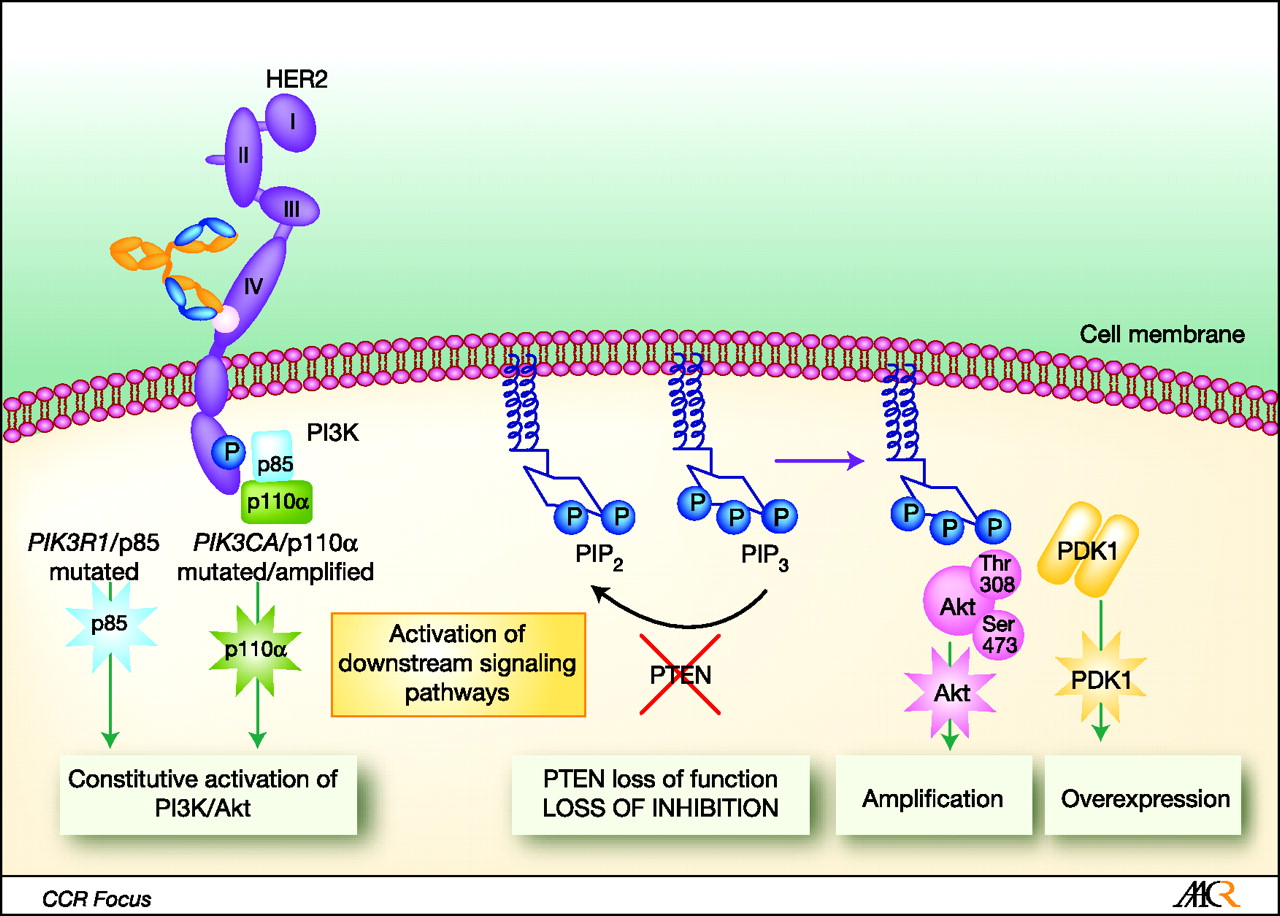 HER2
I
II
III
IV
Cell membrane
P
PI3K
p85
p110α
PIK3R1/p85
mutated
PIK3CA/p110α
mutated/amplified
p85
p110α
P P
PIP2
P P P
PIP3
P P P
PTEN
Thr
308
Akt
Ser
473
Akt
PDK1
PDK1
Activation of
downstream signaling
pathways
Constitutive activation of
PI3K/Akt
PTEN loss of function
LOSS OF INHIBITION
Amplification
Overexpression
CCR Focus
AACR